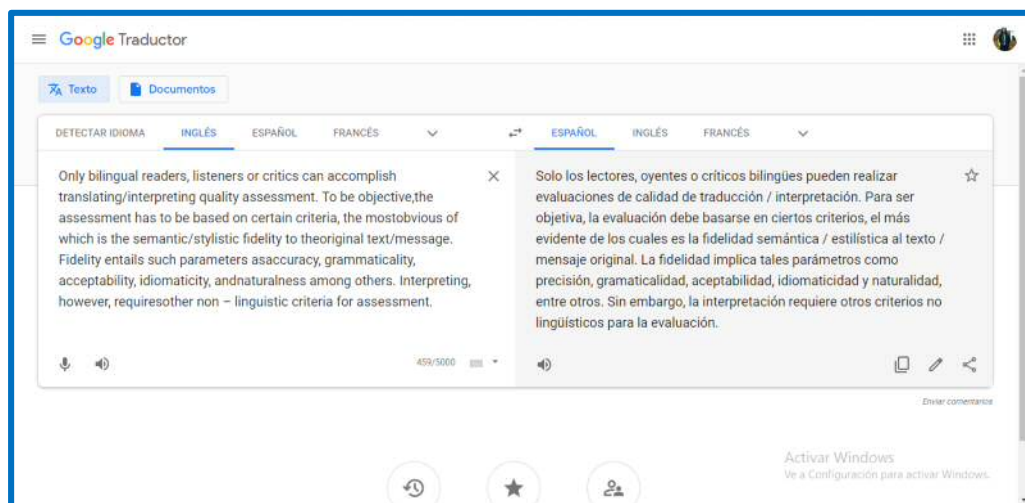 Google Traductor
Texto Documentos
DETECTAR IDIOMA INGLÉS ESPAÑOL FRANCÉS
ESPAÑOL INGLÉS FRANCÉS
Only bilingual readers, listeners or critics can accomplish
translating/interpreting quality assessment. To be objective,the
assessment has to be based on certain criteria, the mostobvious of
which is the semantic/stylistic fidelity to theoriginal text/message.
Fidelity entails such parameters asaccuracy, grammaticality,
acceptability, idiomaticity, andnaturalness among others. Interpreting,
however, requiresother non – linguistic criteria for assessment.
459/5000
Solo los lectores, oyentes o críticos bilingües pueden realizar
evaluaciones de calidad de traducción / interpretación. Para ser
objetiva, la evaluación debe basarse en ciertos criterios, el más
evidente de los cuales es la fidelidad semántica / estilística al texto /
mensaje original. La fidelidad implica tales parámetros como
precisión, gramaticalidad, aceptabilidad, idiomaticidad y naturalidad,
entre otros. Sin embargo, la interpretación requiere otros criterios no
lingüísticos para la evaluación.
Enviar comentarios
Activar Windows
Ve a Configuración para activar Windows.